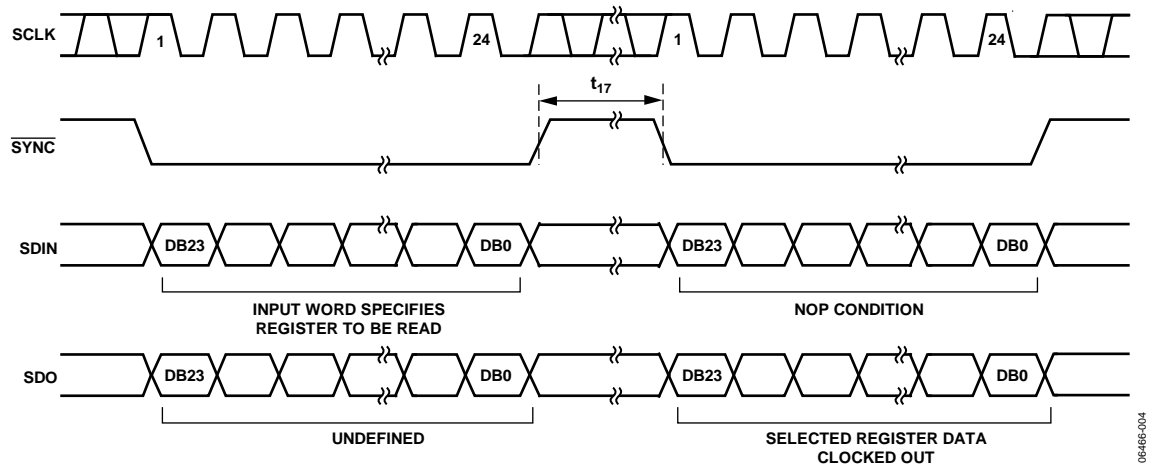 SCLK
1
24
1
24
t17
SYNC
SDIN
DB23
DB0
DB23
DB0
INPUT WORD SPECIFIES
REGISTER TO BE READ
NOP CONDITION
SDO
DB23
DB0
DB23
DB0
UNDEFINED
SELECTED REGISTER DATA
CLOCKED OUT
06466-004